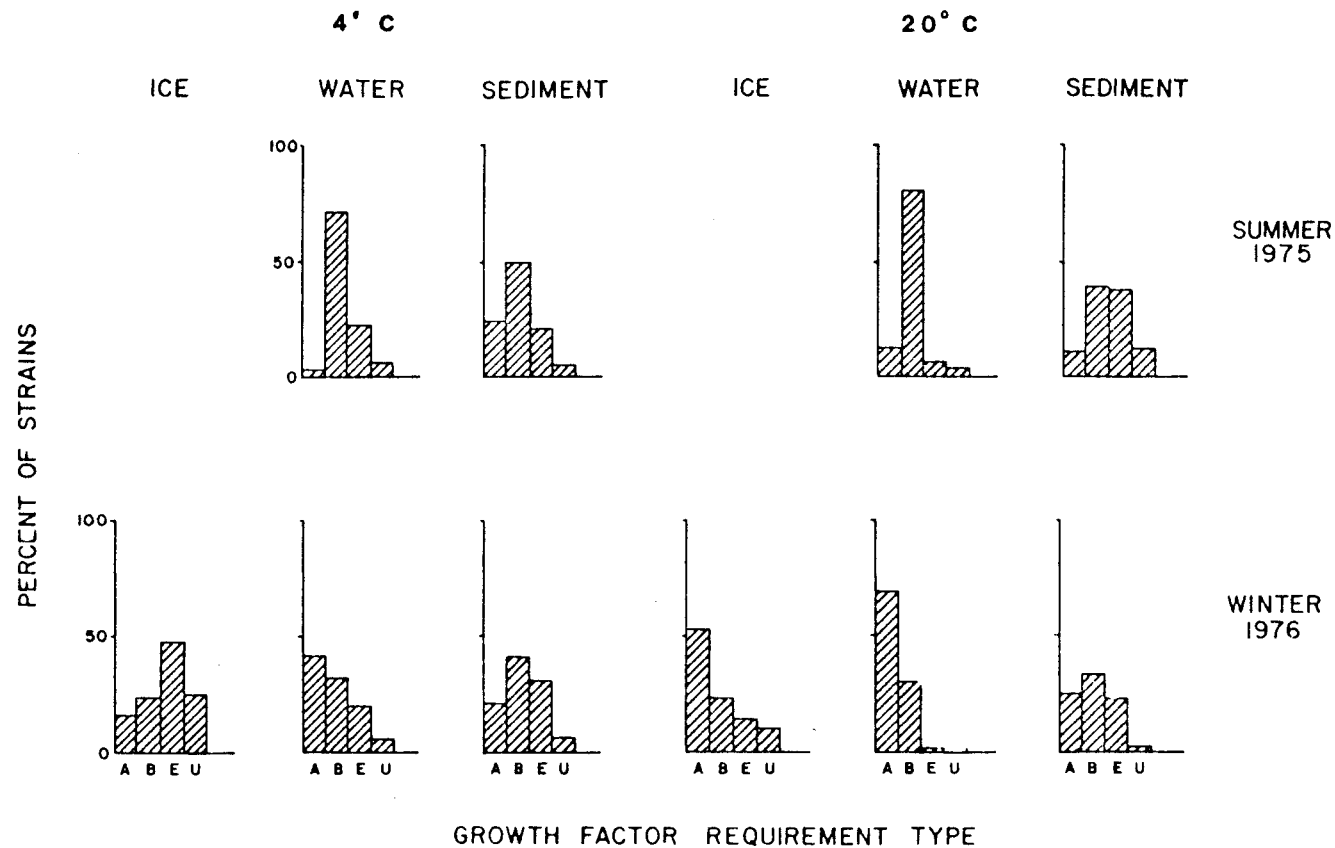 4° C 20° C
ICE WATER SEDIMENT ICE WATER SEDIMENT
100
50
0
SUMMER
1975
PERCENT OF STRAINS
100
50
0
WINTER
1976
A B E U A B E U A B E U A B E U A B E U A B E U
GROWTH FACTOR REQUIREMENT TYPE